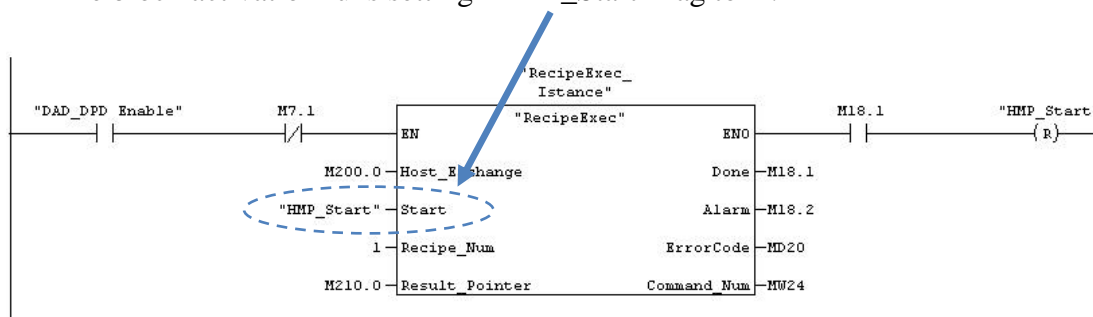 "RecipeExec_
Istance"
"DAD_DPD Enable" M7.1 "RecipeExec" M18.1 "HMP_Start
EN ENO (R)
M200.0 Host_Exchange Done M18.1
"HMP_Start" Start Alarm M18.2
1 Recipe_Num ErrorCode MD20
M210.0 Result_Pointer Command_Num MW24